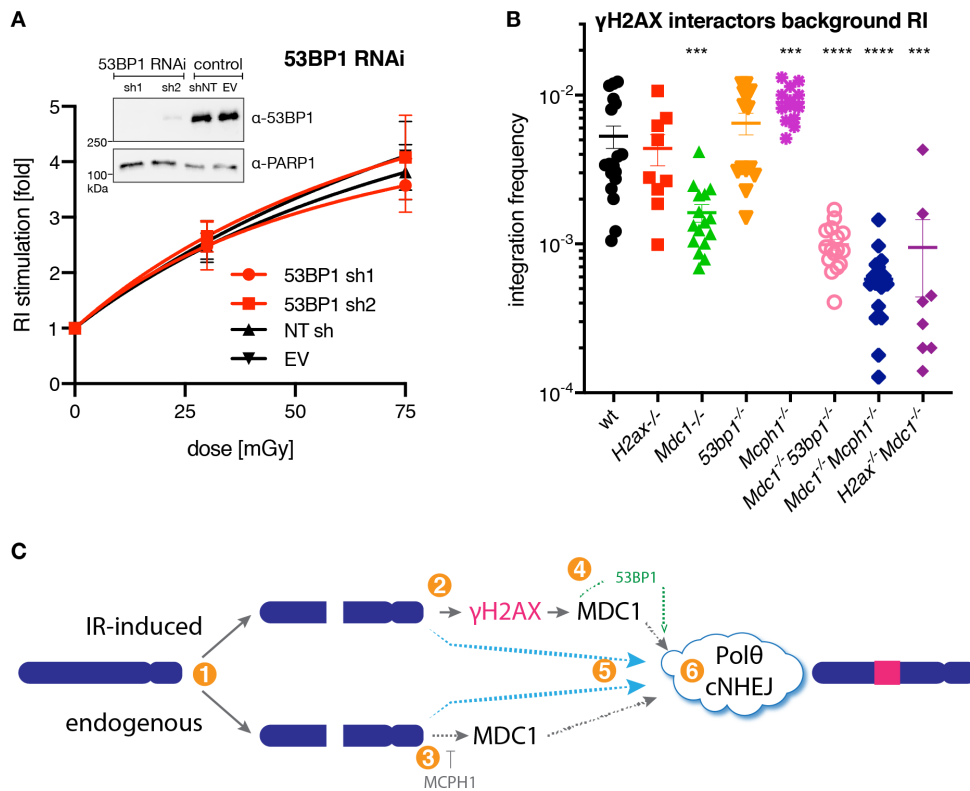 A
53BP1 RNAi
53BP1 RNAi control
sh1 sh2 shNT EV
α-53BP1
250
α-PARP1
100
kDa
RI stimulation [fold]
5
4
3
2
1
0
53BP1 sh1
53BP1 sh2
NT sh
EV
0 25 50 75
dose [mGy]
B
γH2AX interactors background RI
*** *** **** **** ***
integration frequency
10⁻²
10⁻³
10⁻⁴
wt
H2ax-/-
Mdc1-/-
53bp1⁻/⁻
Mcph1⁻/⁻
Mdc1⁻/⁻53bp1⁻/⁻
Mdc1⁻/⁻Mcph1⁻/⁻
H2ax⁻/⁻Mdc1⁻/⁻
C
IR-induced
endogenous
1
2
γH2AX
4
53BP1
MDC1
5
6
Polθ
cNHEJ
3
MDC1
MCPH1